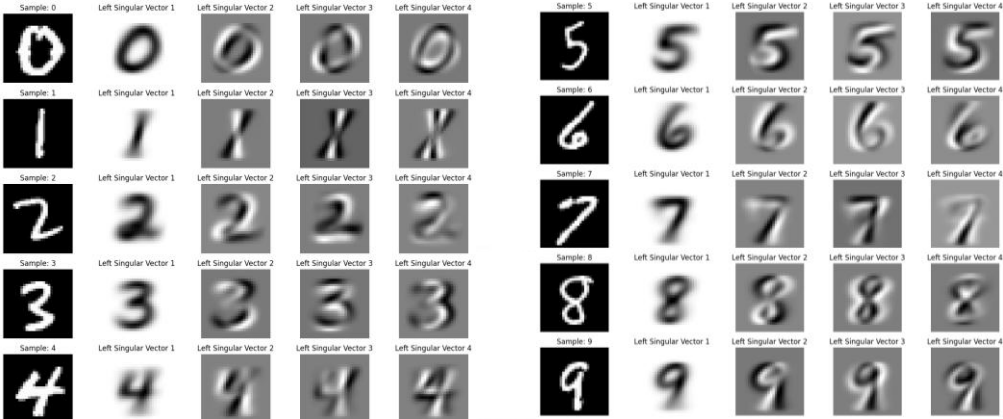 Sample: 0 Left Singular Vector 1 Left Singular Vector 2 Left Singular Vector 3 Left Singular Vector 4
Sample: 1 Left Singular Vector 1 Left Singular Vector 2 Left Singular Vector 3 Left Singular Vector 4
Sample: 2 Left Singular Vector 1 Left Singular Vector 2 Left Singular Vector 3 Left Singular Vector 4
Sample: 3 Left Singular Vector 1 Left Singular Vector 2 Left Singular Vector 3 Left Singular Vector 4
Sample: 4 Left Singular Vector 1 Left Singular Vector 2 Left Singular Vector 3 Left Singular Vector 4
Sample: 5 Left Singular Vector 1 Left Singular Vector 2 Left Singular Vector 3 Left Singular Vector 4
Sample: 6 Left Singular Vector 1 Left Singular Vector 2 Left Singular Vector 3 Left Singular Vector 4
Sample: 7 Left Singular Vector 1 Left Singular Vector 2 Left Singular Vector 3 Left Singular Vector 4
Sample: 8 Left Singular Vector 1 Left Singular Vector 2 Left Singular Vector 3 Left Singular Vector 4
Sample: 9 Left Singular Vector 1 Left Singular Vector 2 Left Singular Vector 3 Left Singular Vector 4